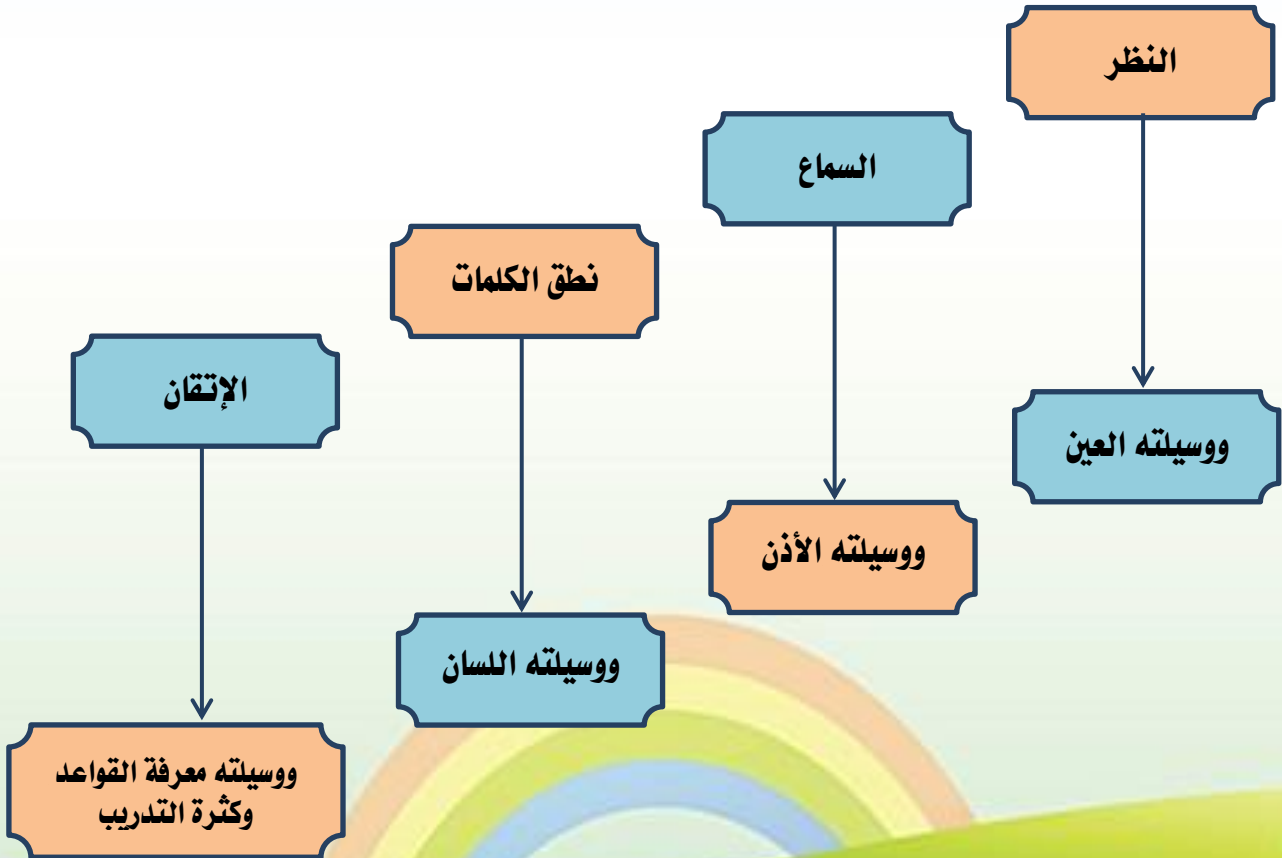 النظر
السماع
نطق الكلمات
الإتقان
ووسيلته العين
ووسيلته الأذن
ووسيلته اللسان
ووسيلته معرفة القواعد
وكثرة التدريب